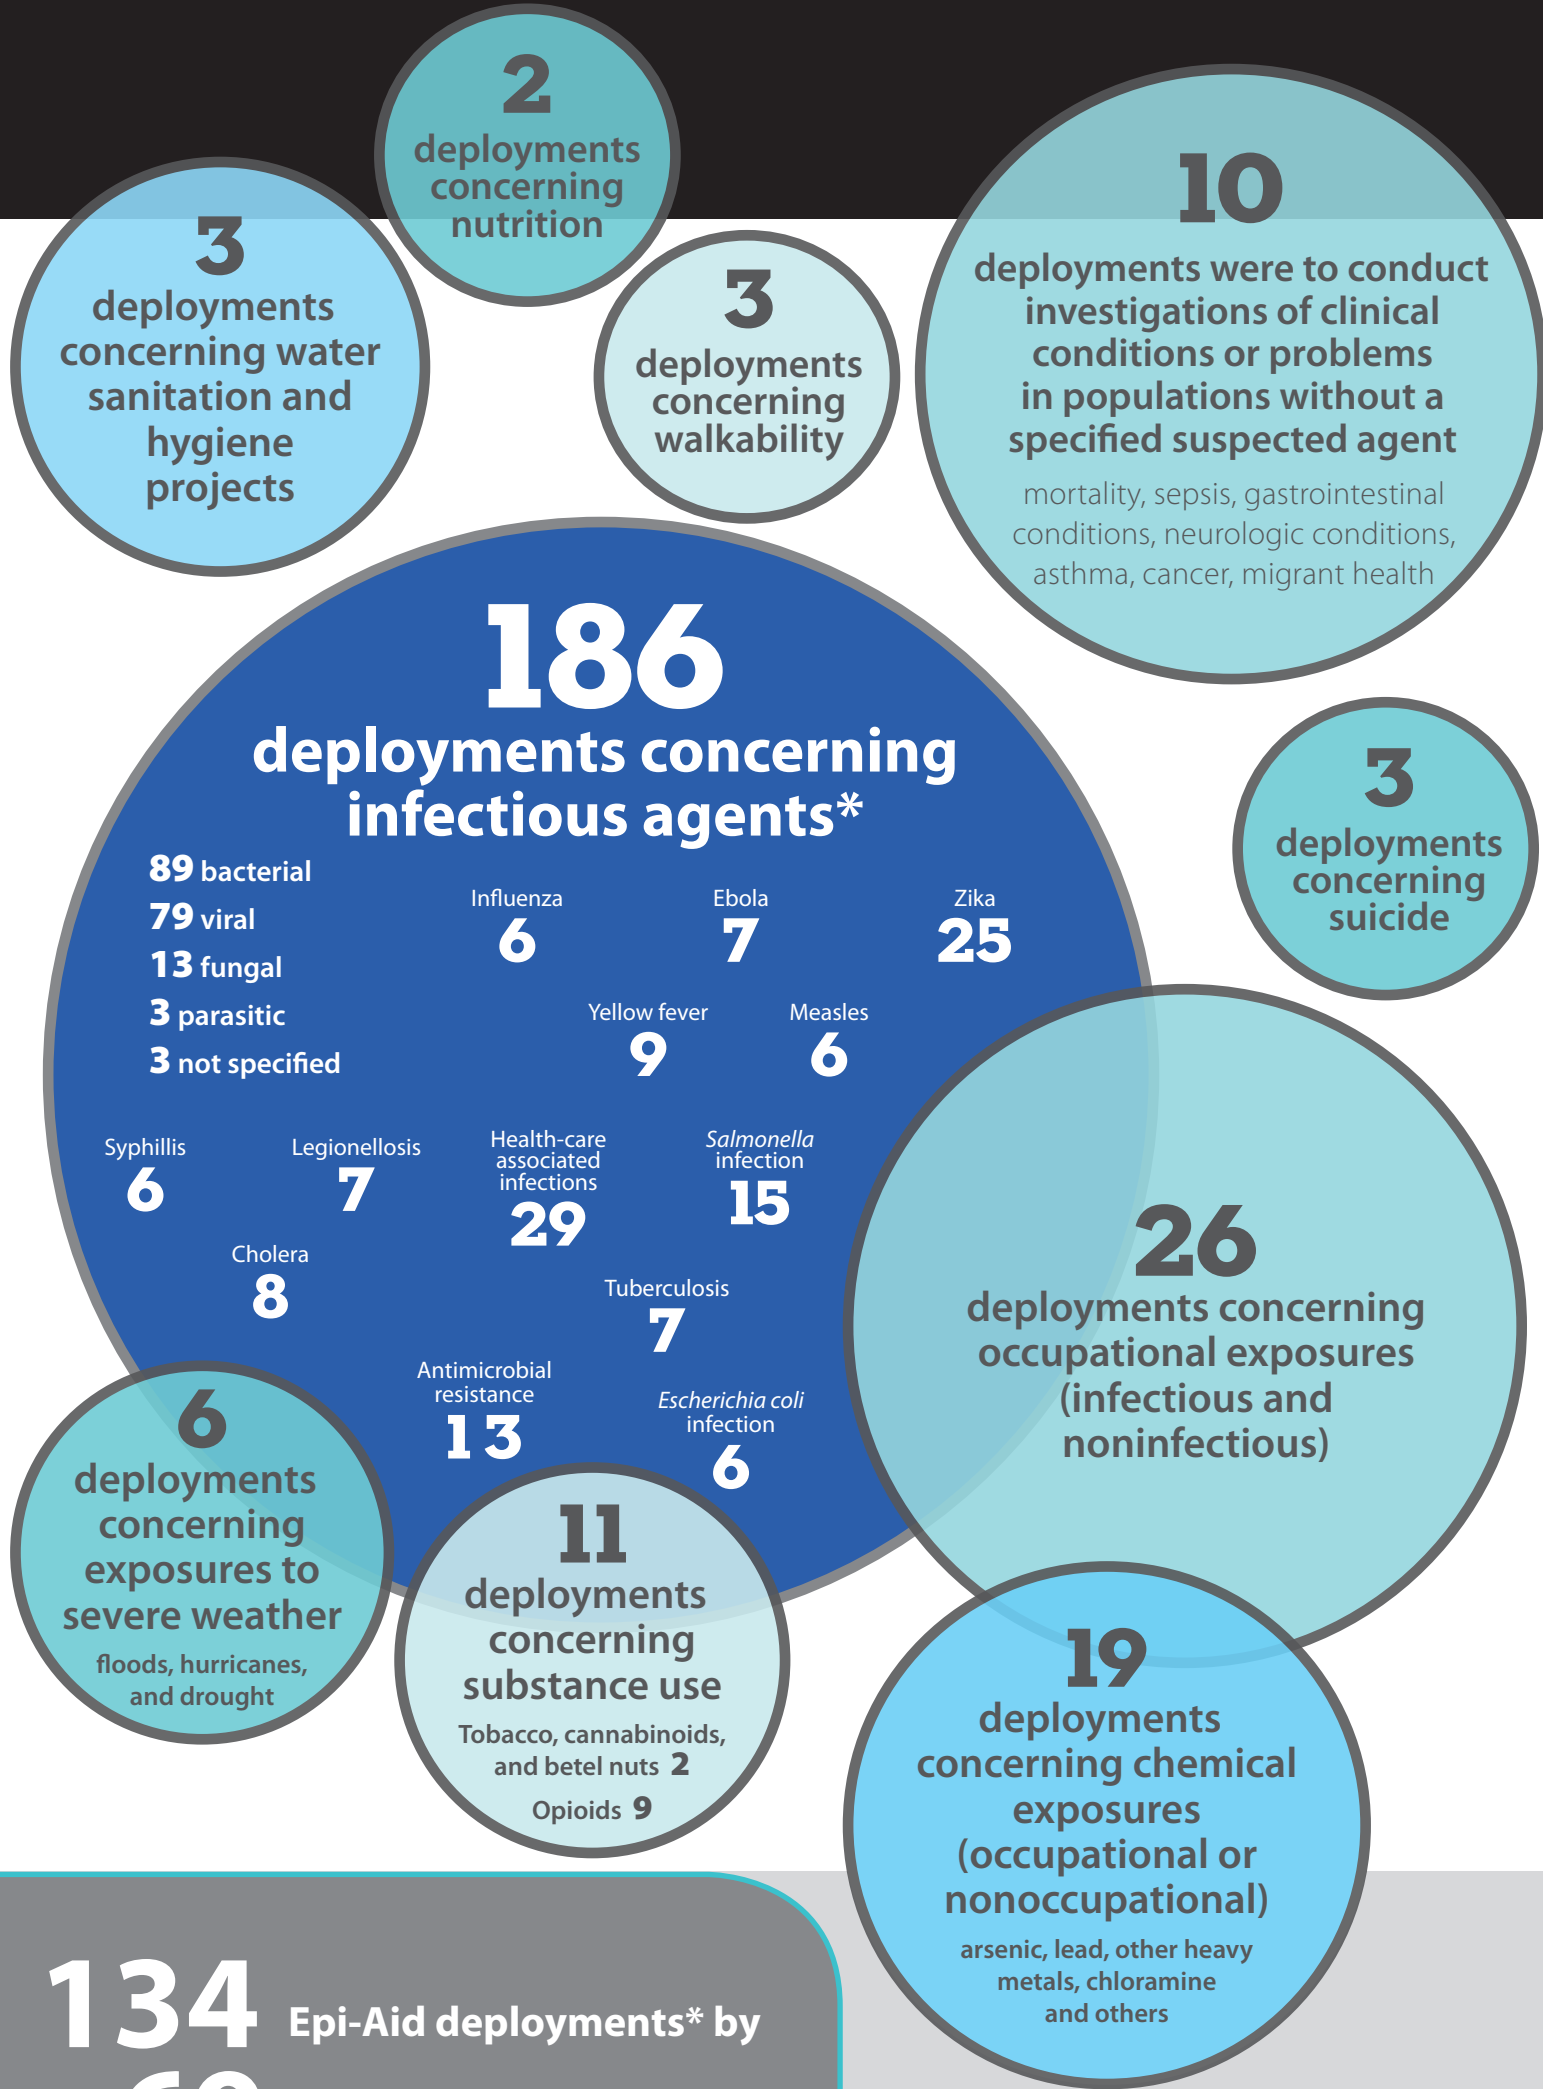 2
deployments
concerning
nutrition
3
deployments
concerning water
sanitation and
hygiene
projects
3
deployments
concerning
walkability
10
deployments were to conduct
investigations of clinical
conditions or problems
in populations without a
specified suspected agent
mortality, sepsis, gastrointestinal
conditions, neurologic conditions,
asthma, cancer, migrant health
186
deployments concerning
infectious agents*
89 bacterial
79 viral
13 fungal
3 parasitic
3 not specified
Influenza
6
Ebola
7
Zika
25
Yellow fever
9
Measles
6
Syphillis
6
Legionellosis
7
Health-care
associated
infections
29
Salmonella
infection
15
Cholera
8
Tuberculosis
7
Antimicrobial
resistance
13
Escherichia coli
infection
6
3
deployments
concerning
suicide
26
deployments concerning
occupational exposures
(infectious and
noninfectious)
6
deployments
concerning
exposures to
severe weather
floods, hurricanes,
and drought
11
deployments
concerning
substance use
Tobacco, cannabinoids,
and betel nuts 2
Opioids 9
19
deployments
concerning chemical
exposures
(occupational or
nonoccupational)
arsenic, lead, other heavy
metals, chloramine
and others
134 Epi-Aid deployments* by